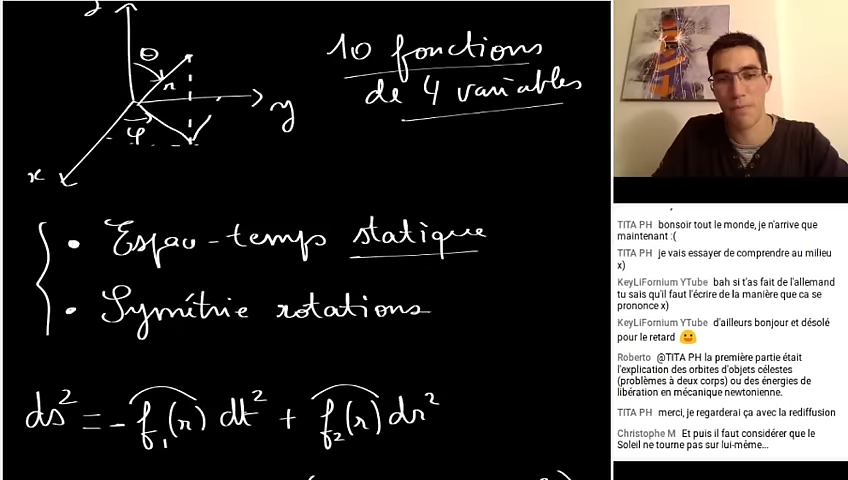 z
θ
r
y
φ
x
10 fonctions
de 4 variables
• Espace-temps statique
• Symétrie rotations
ds² = - f₁(r) dt² + f₂(r) dr²
TITA PH bonsoir tout le monde, je n'arrive que
maintenant :(
TITA PH je vais essayer de comprendre au milieu
x)
KeyLiFornium YTube bah si t'as fait de l'allemand
tu sais qu'il faut l'écrire de la manière que ca se
prononce x)
KeyLiFornium YTube d'ailleurs bonjour et désolé
pour le retard 😀
Roberto @TITA PH la première partie était
l'explication des orbites d'objets célestes
(problèmes à deux corps) ou des énergies de
libération en mécanique newtonienne.
TITA PH merci, je regarderai ça avec la rediffusion
Christophe M Et puis il faut considérer que le
Soleil ne tourne pas sur lui-même...